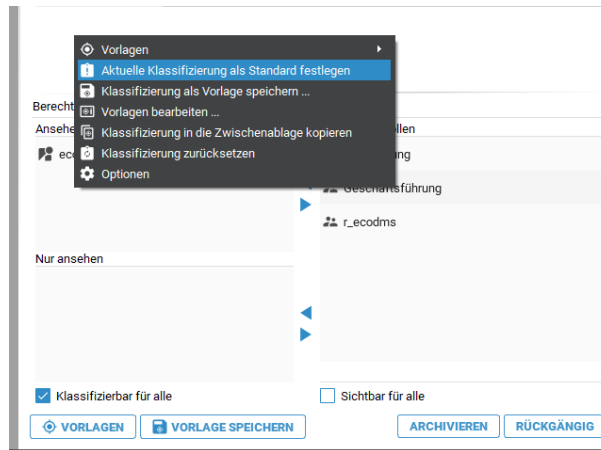 Vorlagen
Aktuelle Klassifizierung als Standard festlegen
Klassifizierung als Vorlage speichern ...
Berecht
Vorlagen bearbeiten ...
Ansehe
Klassifizierung in die Zwischenablage kopieren
llen
eco
Klassifizierung zurücksetzen
ng
Optionen
Geschäftsführung
r_ecodms
Nur ansehen
Klassifizierbar für alle
Sichtbar für alle
VORLAGEN
VORLAGE SPEICHERN
ARCHIVIEREN
RÜCKGÄNGIG